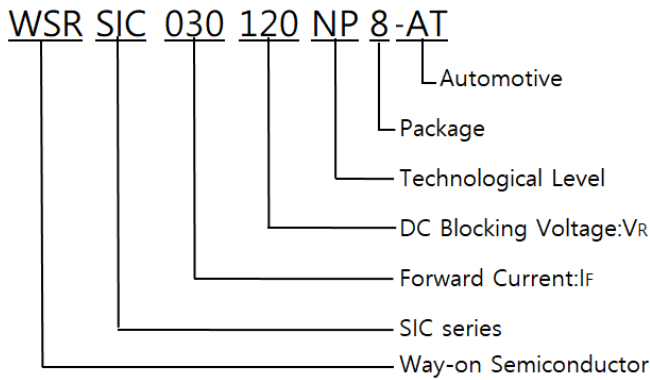 WSR SIC 030 120 NP 8 -AT
Automotive
Package
Technological Level
DC Blocking Voltage:VR
Forward Current:IF
SIC series
Way-on Semiconductor